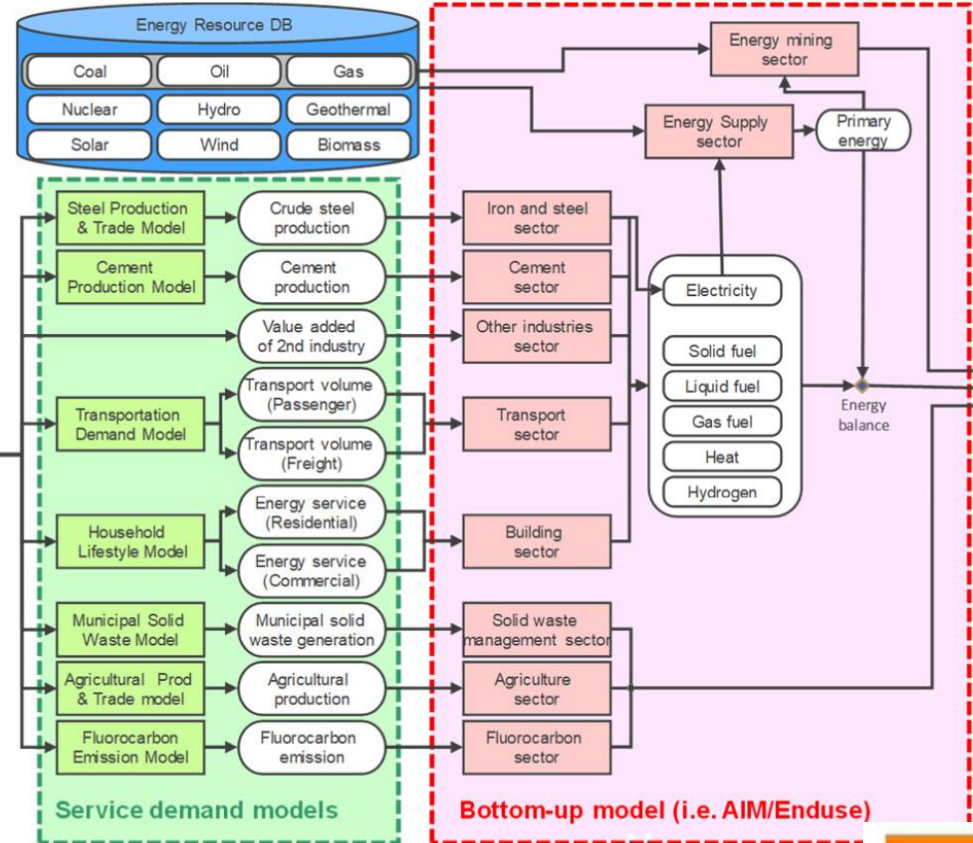 Energy Resource DB
Coal
Oil
Gas
Nuclear
Hydro
Geothermal
Solar
Wind
Biomass
Energy mining
sector
Energy Supply
sector
Primary
energy
Steel Production
& Trade Model
Crude steel
production
Iron and steel
sector
Cement
Production Model
Cement
production
Cement
sector
Electricity
Value added
of 2nd industry
Other industries
sector
Solid fuel
Liquid fuel
Gas fuel
Heat
Hydrogen
Energy
balance
Transportation
Demand Model
Transport volume
(Passenger)
Transport volume
(Freight)
Transport
sector
Household
Lifestyle Model
Energy service
(Residential)
Energy service
(Commercial)
Building
sector
Municipal Solid
Waste Model
Municipal solid
waste generation
Solid waste
management sector
Agricultural Prod
& Trade model
Agricultural
production
Agriculture
sector
Fluorocarbon
Emission Model
Fluorocarbon
emission
Fluorocarbon
sector
Service demand models
Bottom-up model (i.e. AIM/Enduse)